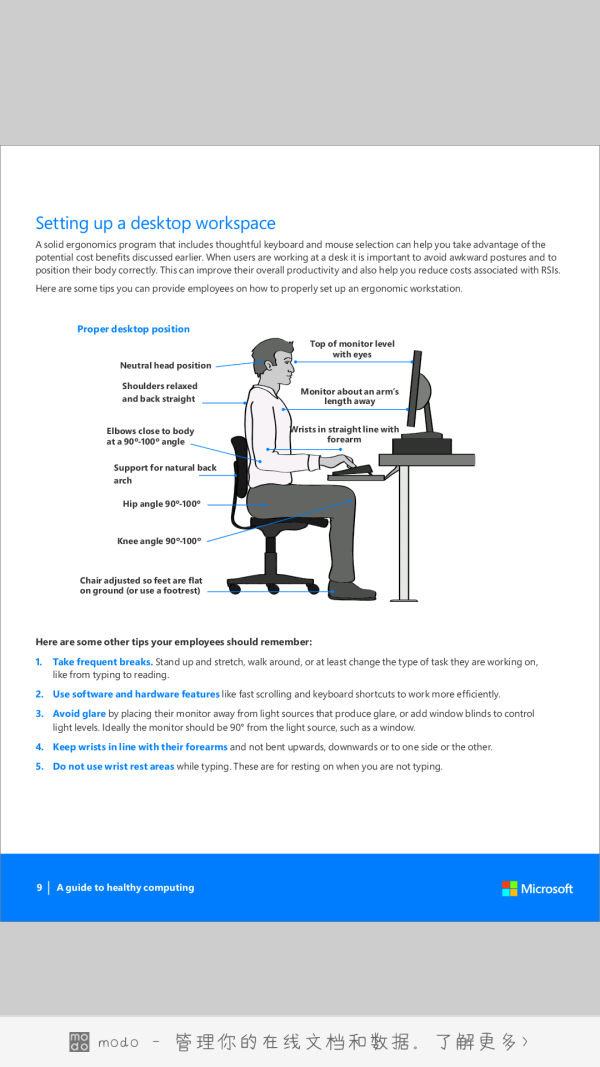 Setting up a desktop workspace
A solid ergonomics program that includes thoughtful keyboard and mouse selection can help you take advantage of the
potential cost benefits discussed earlier. When users are working at a desk it is important to avoid awkward postures and to
position their body correctly. This can improve their overall productivity and also help you reduce costs associated with RSIs.
Here are some tips you can provide employees on how to properly set up an ergonomic workstation.
Proper desktop position
Top of monitor level
with eyes
Neutral head position
Shoulders relaxed
and back straight
Monitor about an arm's
length away
Elbows close to body
at a 90º-100º angle
Wrists in straight line with
forearm
Support for natural back
arch
Hip angle 90º-100º
Knee angle 90º-100º
Chair adjusted so feet are flat
on ground (or use a footrest)
Here are some other tips your employees should remember:
1. Take frequent breaks. Stand up and stretch, walk around, or at least change the type of task they are working on,
like from typing to reading.
2. Use software and hardware features like fast scrolling and keyboard shortcuts to work more efficiently.
3. Avoid glare by placing their monitor away from light sources that produce glare, or add window blinds to control
light levels. Ideally the monitor should be 90° from the light source, such as a window.
4. Keep wrists in line with their forearms and not bent upwards, downwards or to one side or the other.
5. Do not use wrist rest areas while typing. These are for resting on when you are not typing.
9 | A guide to healthy computing
Microsoft
modo modo - 管理你的在线文档和数据。了解更多>